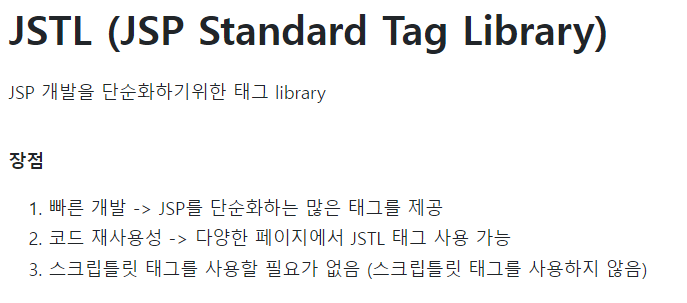 JSTL (JSP Standard Tag Library)
JSP 개발을 단순화하기위한 태그 library
장점
1. 빠른 개발 -> JSP를 단순화하는 많은 태그를 제공
2. 코드 재사용성 -> 다양한 페이지에서 JSTL 태그 사용 가능
3. 스크립틀릿 태그를 사용할 필요가 없음 (스크립틀릿 태그를 사용하지 않음)